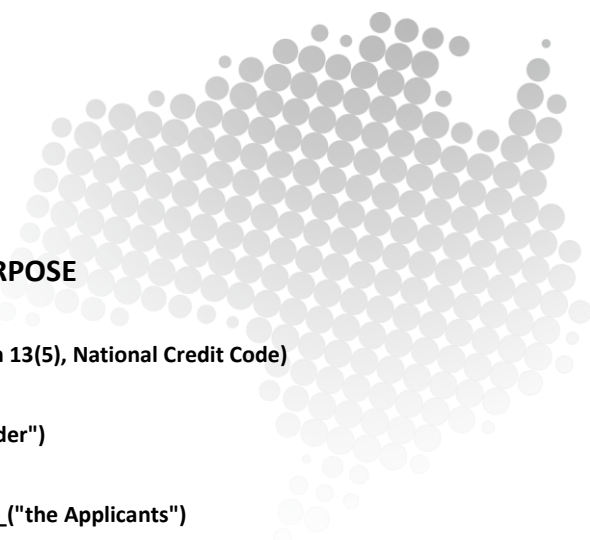 RPOSE
n 13(5), National Credit Code)
der")
_("the Applicants")